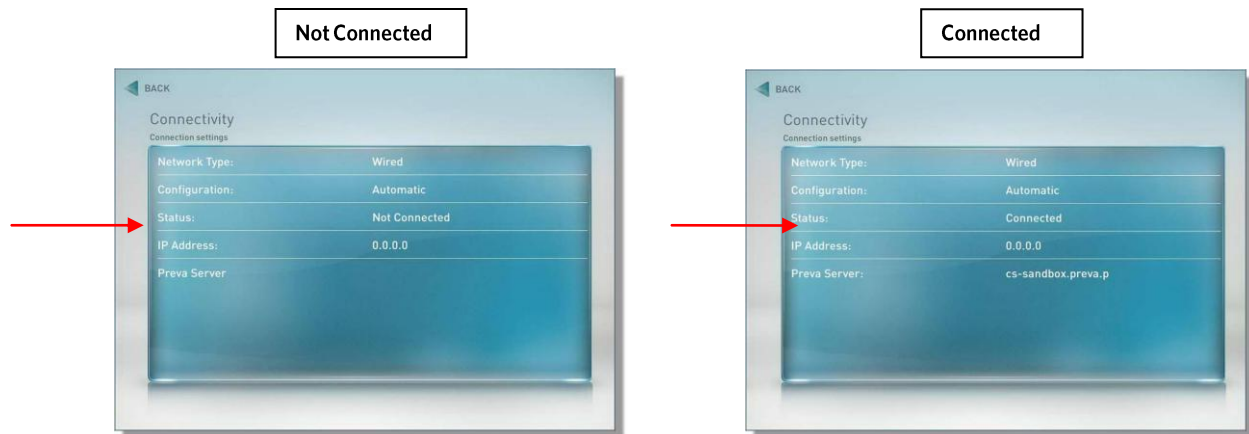 Not Connected
BACK
Connectivity
Connection settings
Network Type: Wired
Configuration: Automatic
Status: Not Connected
IP Address: 0.0.0.0
Preva Server
Connected
BACK
Connectivity
Connection settings
Network Type: Wired
Configuration: Automatic
Status: Connected
IP Address: 0.0.0.0
Preva Server: cs-sandbox.preva.p